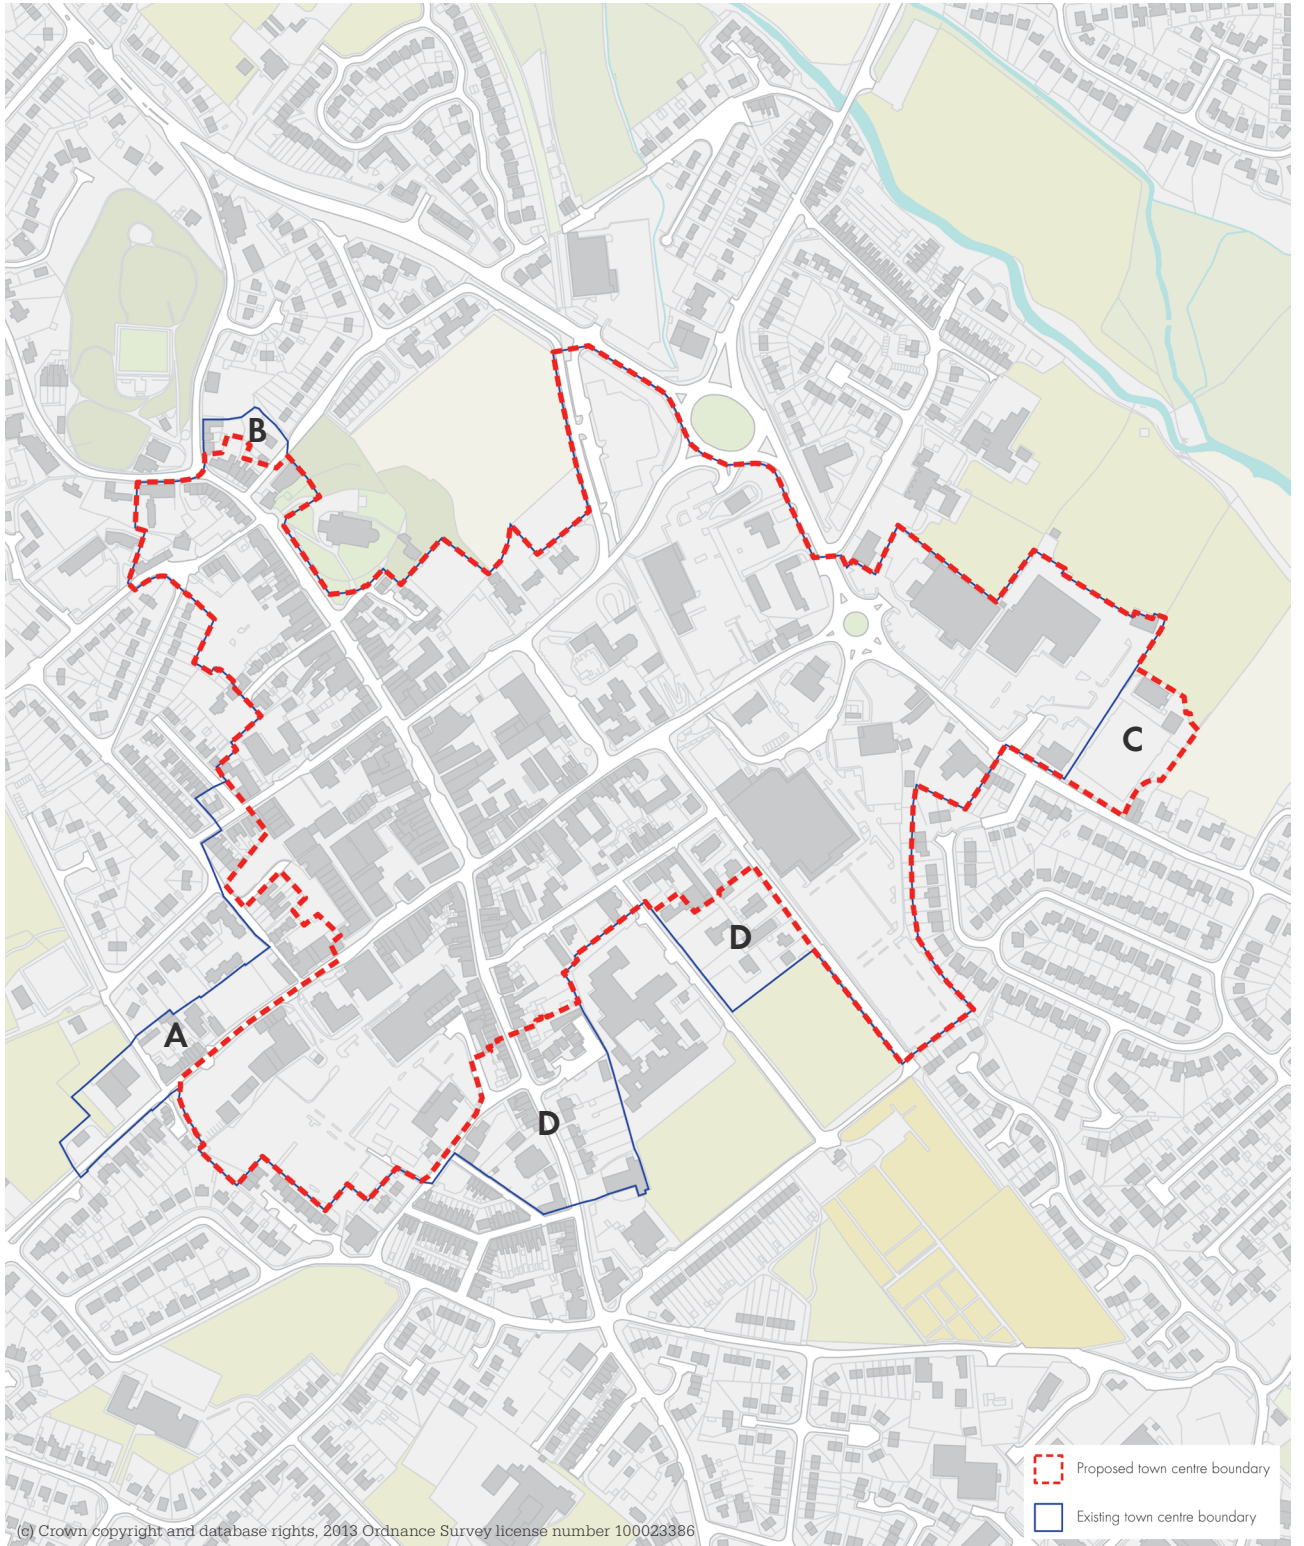 B
C
D
A
D
Proposed town centre boundary
Existing town centre boundary
(c) Crown copyright and database rights, 2013 Ordnance Survey license number 100023386